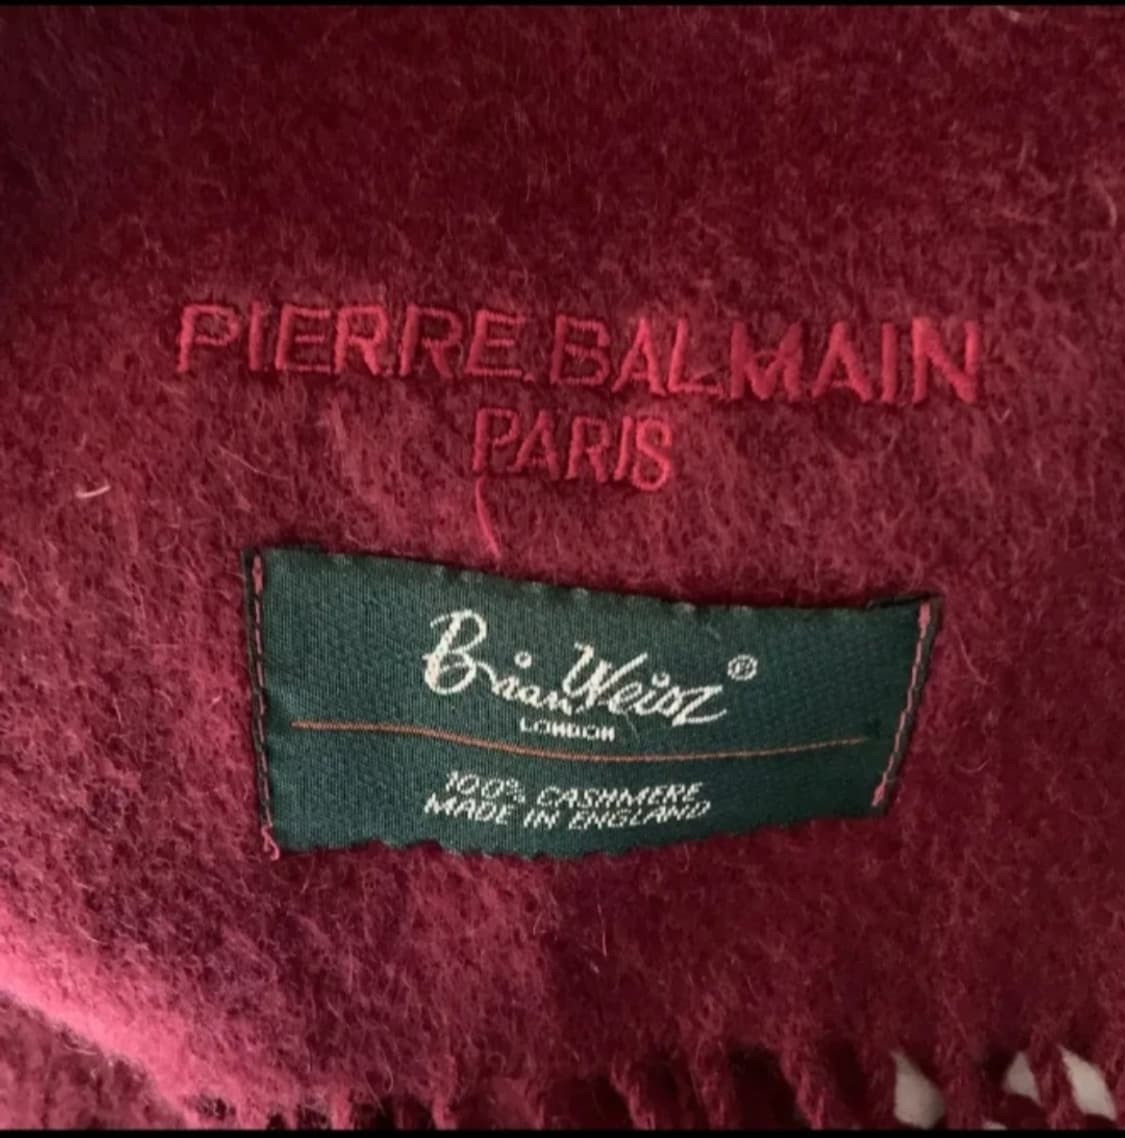 PIERRE BALMAIN
PARIS
Brian Weisz®
LONDON
100% CASHMERE
MADE IN ENGLAND